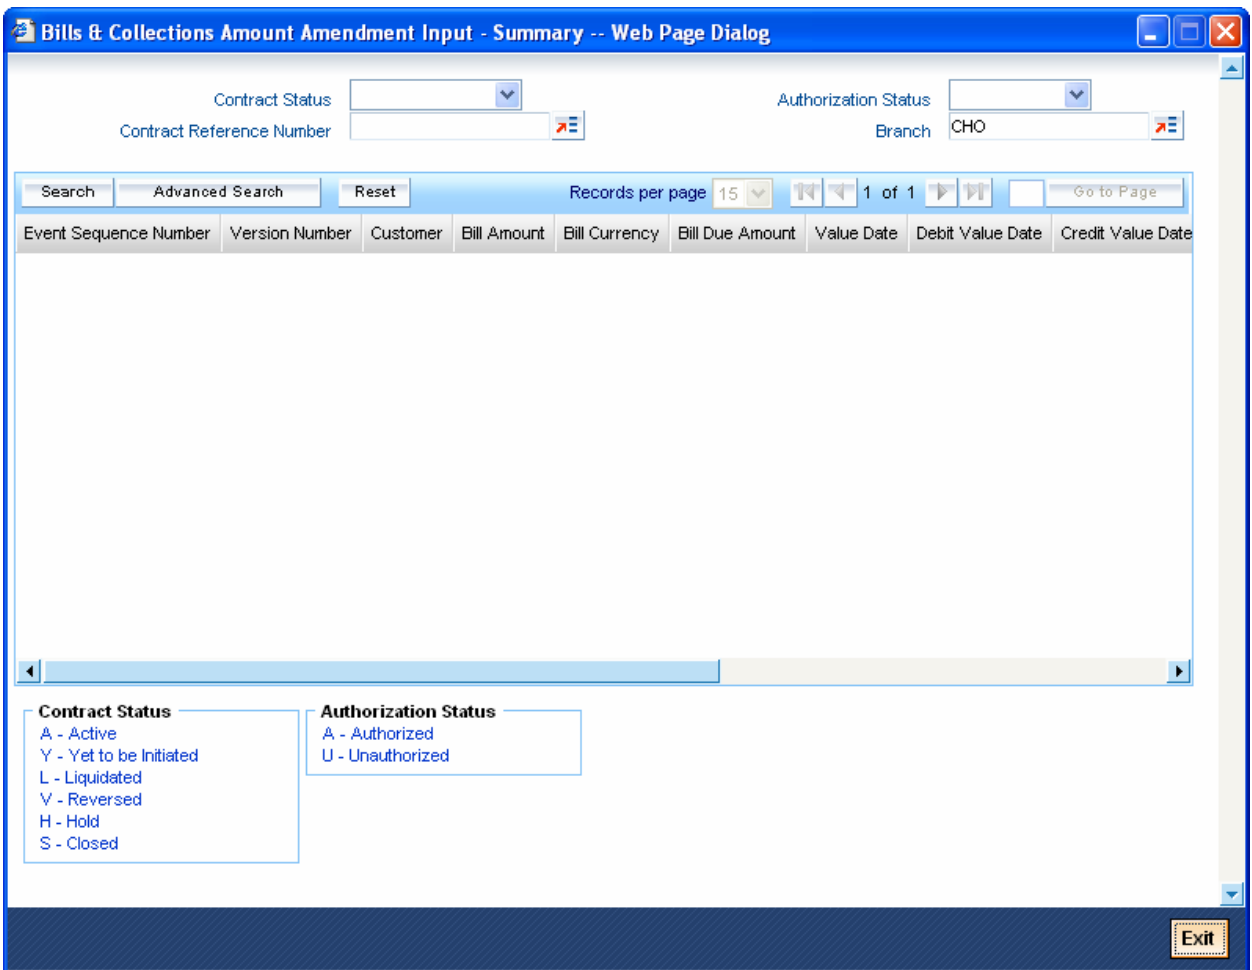 Bills & Collections Amount Amendment Input - Summary -- Web Page Dialog
Contract Status Authorization Status
Contract Reference Number Branch CHO
Search Advanced Search Reset Records per page 15 1 of 1 Go to Page
Event Sequence Number Version Number Customer Bill Amount Bill Currency Bill Due Amount Value Date Debit Value Date Credit Value Date
Contract Status Authorization Status
A - Active A - Authorized
Y - Yet to be Initiated U - Unauthorized
L - Liquidated
V - Reversed
H - Hold
S - Closed
Exit